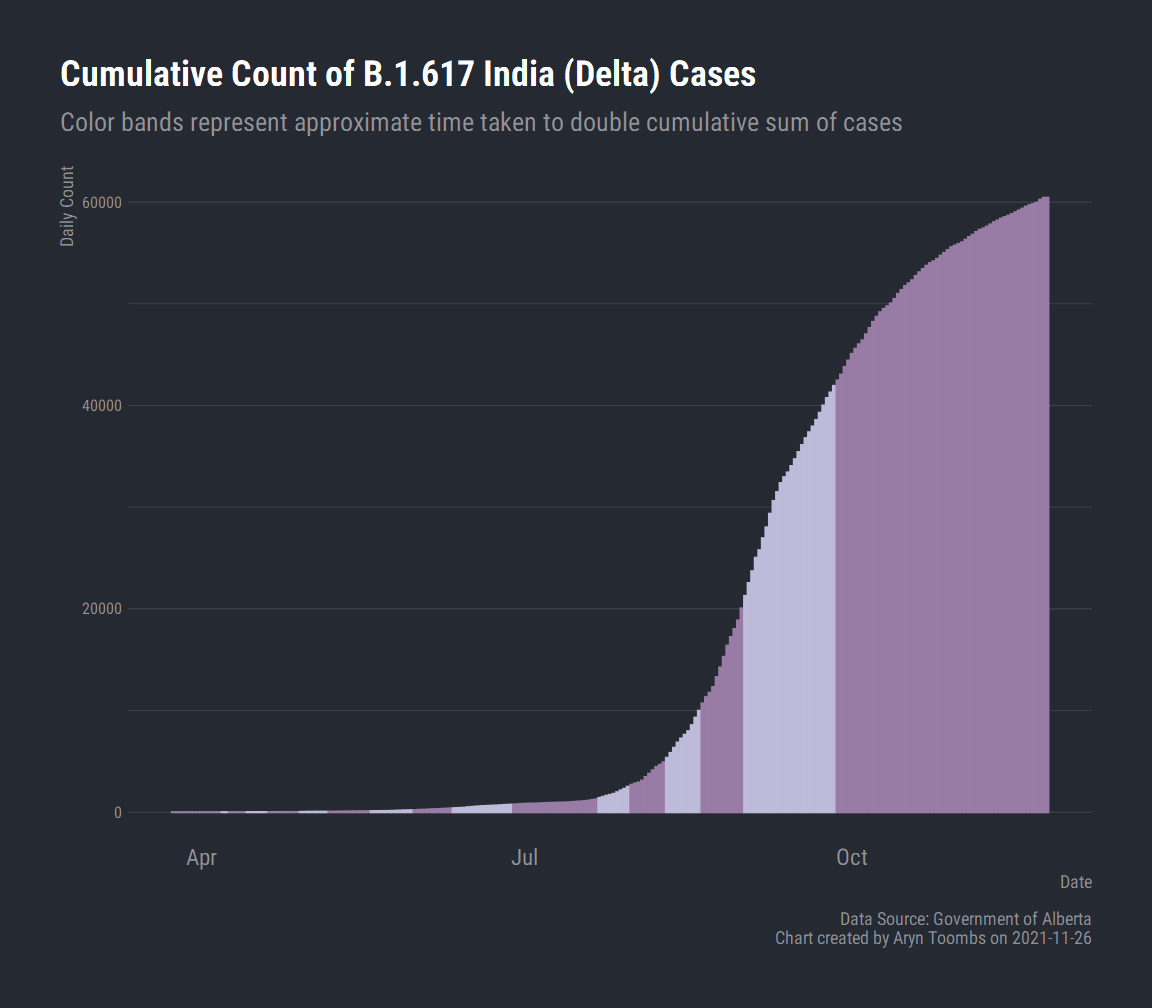 Cumulative Count of B.1.617 India (Delta) Cases
Color bands represent approximate time taken to double cumulative sum of cases
Daily Count
60000
40000
20000
0
Apr
Jul
Oct
Date
Data Source: Government of Alberta
Chart created by Aryn Toombs on 2021-11-26